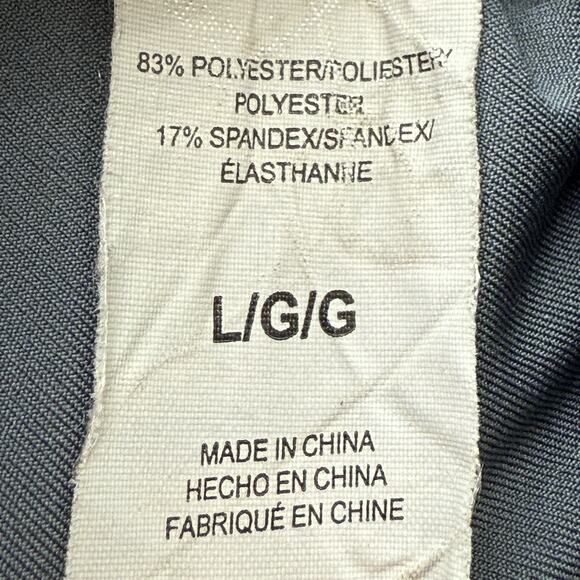 83% POLYESTER/POLIESTER/
POLYESTER
17% SPANDEX/SPANDEX/
ÉLASTHANNE
L/G/G
MADE IN CHINA
HECHO EN CHINA
FABRIQUÉ EN CHINE